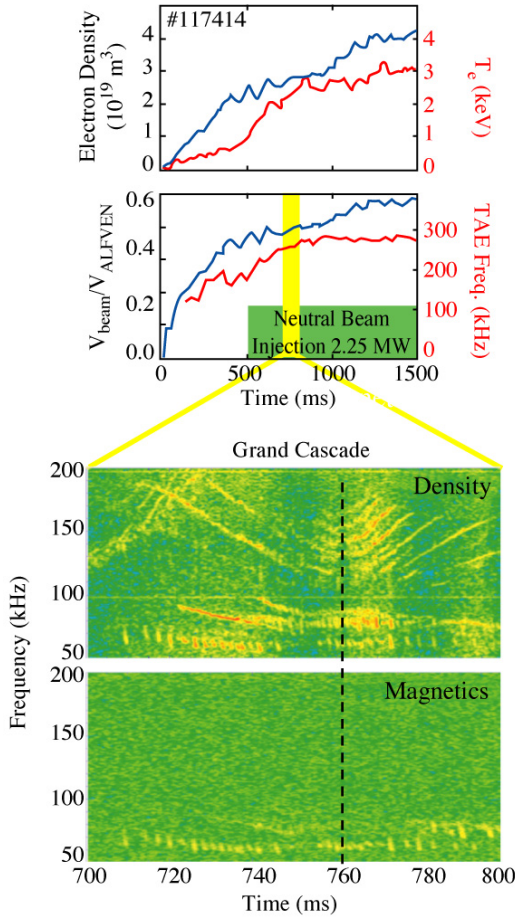 #117414
Electron Density
(10^19 m^3)
4
3
2
1
0
4
3
2
1
0
T_e (keV)
V_beam/V_ALFVEN
0.6
0.4
0.2
0.0
300
200
100
0
TAE Freq.
(kHz)
Neutral Beam
Injection 2.25 MW
0 500 1000 1500
Time (ms)
Grand Cascade
Frequency (kHz)
200
150
100
50
Density
200
150
100
50
Magnetics
700 720 740 760 780 800
Time (ms)